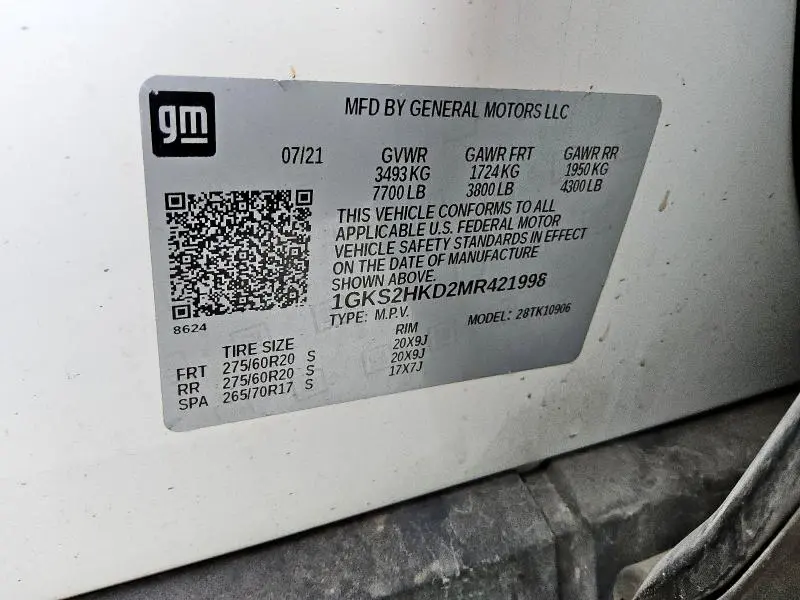 gm
MFD BY GENERAL MOTORS LLC
07/21 GVWR GAWR FRT GAWR RR
3493 KG 1724 KG 1950 KG
7700 LB 3800 LB 4300 LB
THIS VEHICLE CONFORMS TO ALL
APPLICABLE U.S. FEDERAL MOTOR
VEHICLE SAFETY STANDARDS IN EFFECT
ON THE DATE OF MANUFACTURE
SHOWN ABOVE.
1GKS2HKD2MR421998
TYPE: M.P.V. MODEL: 28TK10906
8624
TIRE SIZE RIM
FRT 275/60R20 S 20X9J
RR 275/60R20 S 20X9J
SPA 265/70R17 S 17X7J